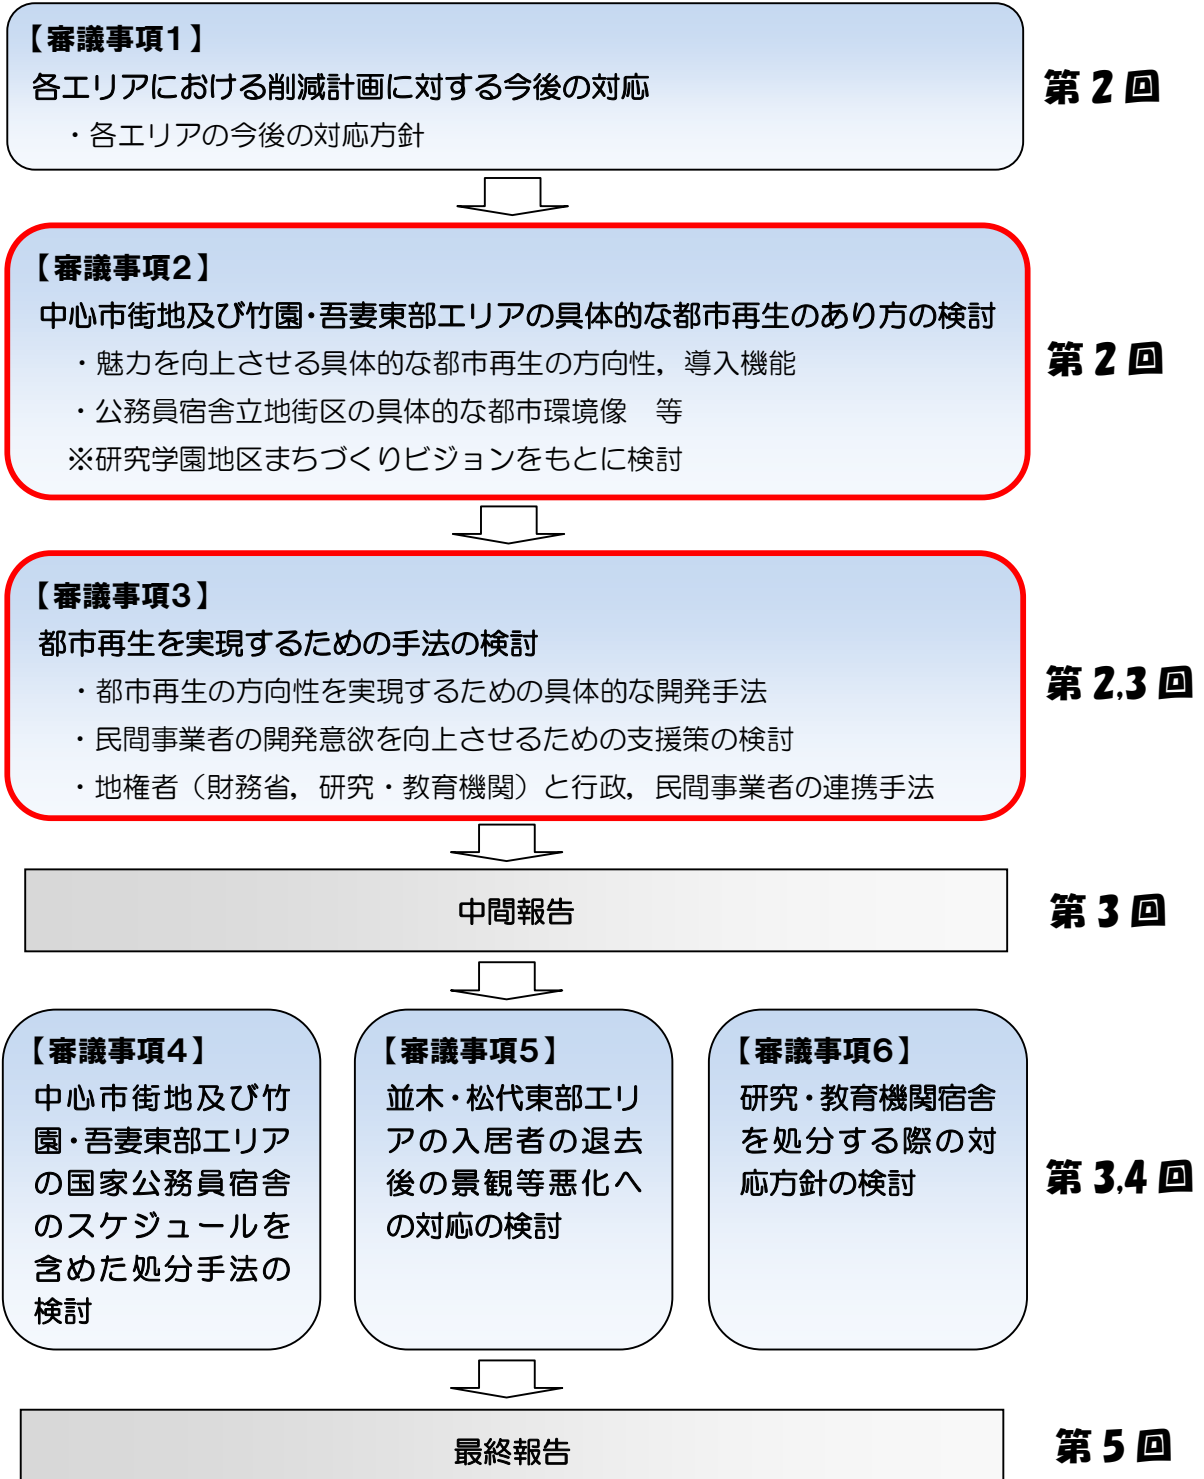 【審議事項1】
各エリアにおける削減計画に対する今後の対応
・各エリアの今後の対応方針
第2回
【審議事項2】
中心市街地及び竹園・吾妻東部エリアの具体的な都市再生のあり方の検討
・魅力を向上させる具体的な都市再生の方向性，導入機能
・公務員宿舎立地街区の具体的な都市環境像　等
※研究学園地区まちづくりビジョンをもとに検討
第2回
【審議事項3】
都市再生を実現するための手法の検討
・都市再生の方向性を実現するための具体的な開発手法
・民間事業者の開発意欲を向上させるための支援策の検討
・地権者（財務省，研究・教育機関）と行政，民間事業者の連携手法
第2,3回
中間報告
第3回
【審議事項4】
中心市街地及び竹
園・吾妻東部エリア
の国家公務員宿舎
のスケジュールを
含めた処分手法の
検討
【審議事項5】
並木・松代東部エリ
アの入居者の退去
後の景観等悪化へ
の対応の検討
【審議事項6】
研究・教育機関宿舎
を処分する際の対
応方針の検討
第3,4回
最終報告
第5回